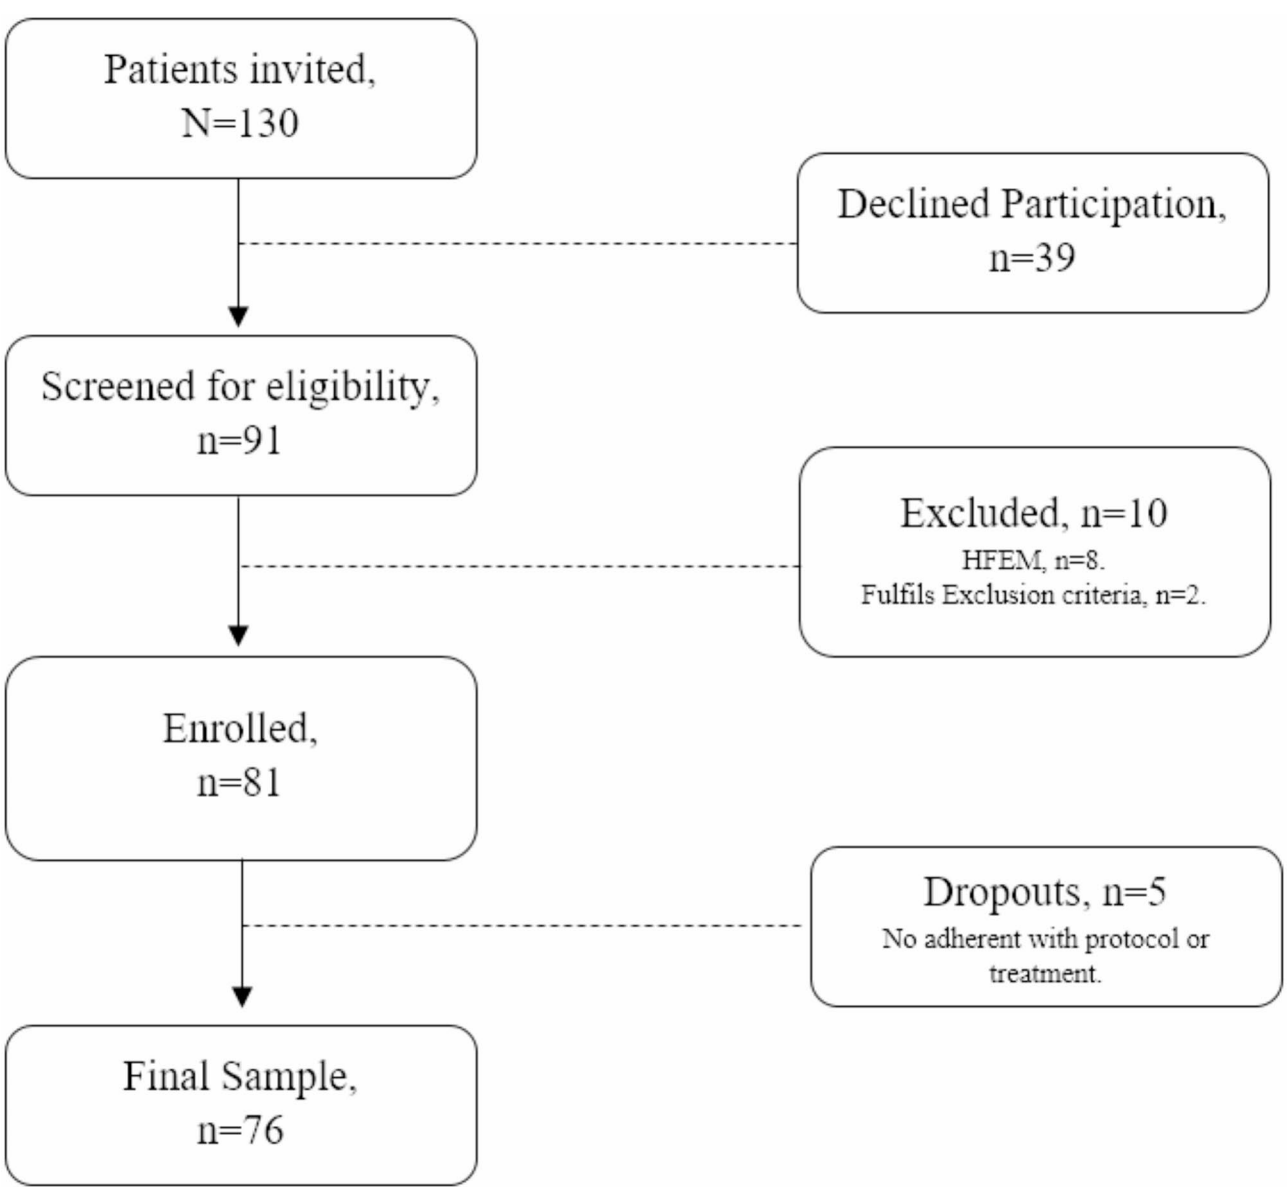 Patients invited,
N=130
Declined Participation,
n=39
Screened for eligibility,
n=91
Excluded, n=10
HFEM, n=8.
Fulfils Exclusion criteria, n=2.
Enrolled,
n=81
Dropouts, n=5
No adherent with protocol or
treatment.
Final Sample,
n=76